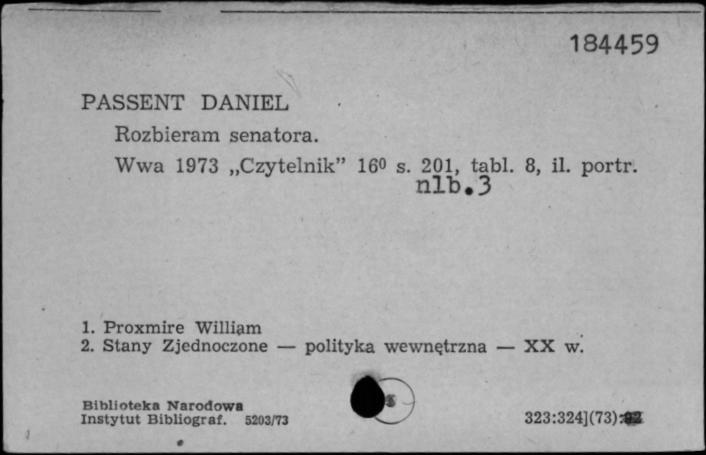 184459
PASSENT DANIEL
Rozbieram senatora.
Wwa 1973 „Czytelnik” 16⁰ s. 201, tabl. 8, il. portr.
nlb.3
1. Proxmire William
2. Stany Zjednoczone — polityka wewnętrzna — XX w.
Biblioteka Narodowa
Instytut Bibliograf. 5203/73
323:324](73):